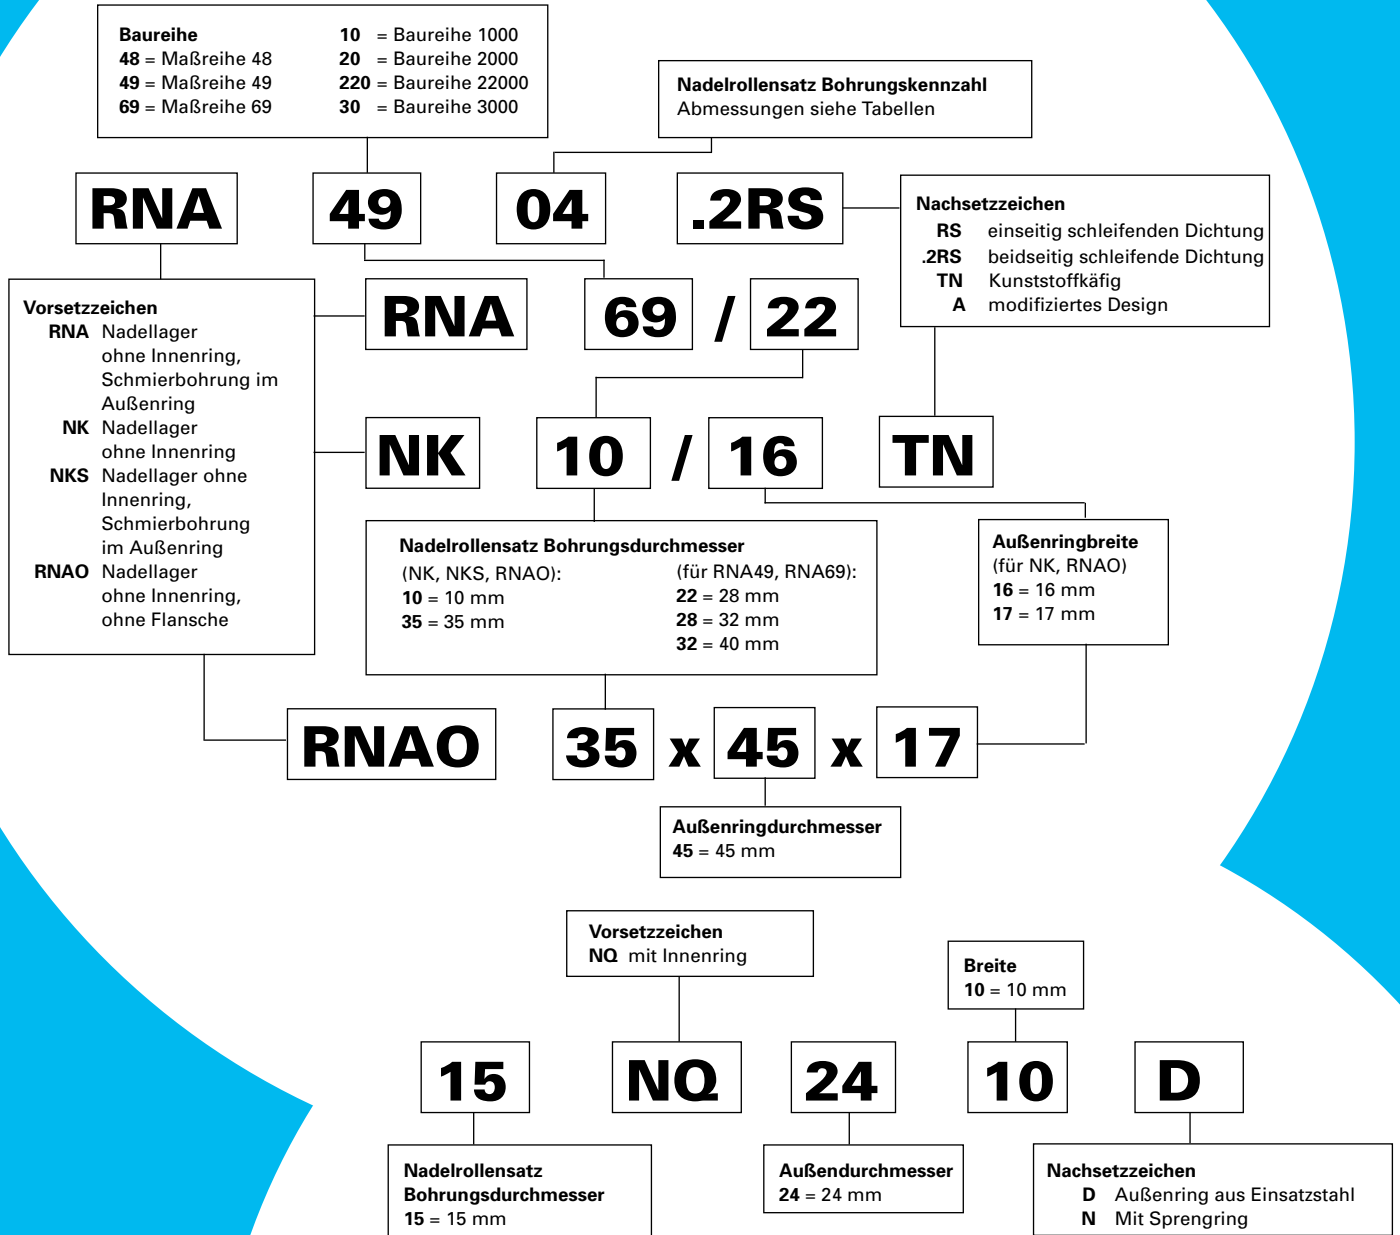 Baureihe
48 = Maßreihe 48
49 = Maßreihe 49
69 = Maßreihe 69
10 = Baureihe 1000
20 = Baureihe 2000
220 = Baureihe 22000
30 = Baureihe 3000
Nadelrollensatz Bohrungskennzahl
Abmessungen siehe Tabellen
RNA 49 04 .2RS
Nachsetzzeichen
RS einseitig schleifenden Dichtung
.2RS beidseitig schleifende Dichtung
TN Kunststoffkäfig
A modifiziertes Design
Vorsetzzeichen
RNA Nadellager
ohne Innenring,
Schmierbohrung im
Außenring
NK Nadellager
ohne Innenring
NKS Nadellager ohne
Innenring,
Schmierbohrung
im Außenring
RNAO Nadellager
ohne Innenring,
ohne Flansche
RNA 69 / 22
NK 10 / 16 TN
Nadelrollensatz Bohrungsdurchmesser
(NK, NKS, RNAO):
10 = 10 mm
35 = 35 mm
(für RNA49, RNA69):
22 = 28 mm
28 = 32 mm
32 = 40 mm
Außenringbreite
(für NK, RNAO)
16 = 16 mm
17 = 17 mm
RNAO 35 x 45 x 17
Außenringdurchmesser
45 = 45 mm
Vorsetzzeichen
NQ mit Innenring
Breite
10 = 10 mm
15 NQ 24 10 D
Nadelrollensatz
Bohrungsdurchmesser
15 = 15 mm
Außendurchmesser
24 = 24 mm
Nachsetzzeichen
D Außenring aus Einsatzstahl
N Mit Sprengring